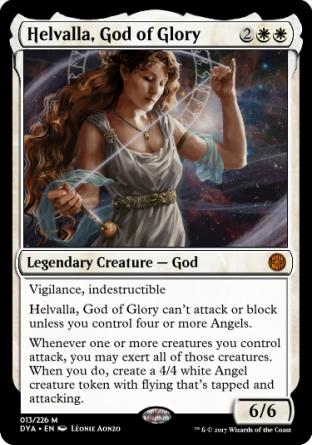 Helvalla, God of Glory 2
Legendary Creature — God
Vigilance, indestructible
Helvalla, God of Glory can't attack or block
unless you control four or more Angels.
Whenever one or more creatures you control
attack, you may exert all of those creatures.
When you do, create a 4/4 white Angel
creature token with flying that's tapped and
attacking.
6/6
013/226 M
DYA • EN Léonie Aonzo
™ & © 2017 Wizards of the Coast